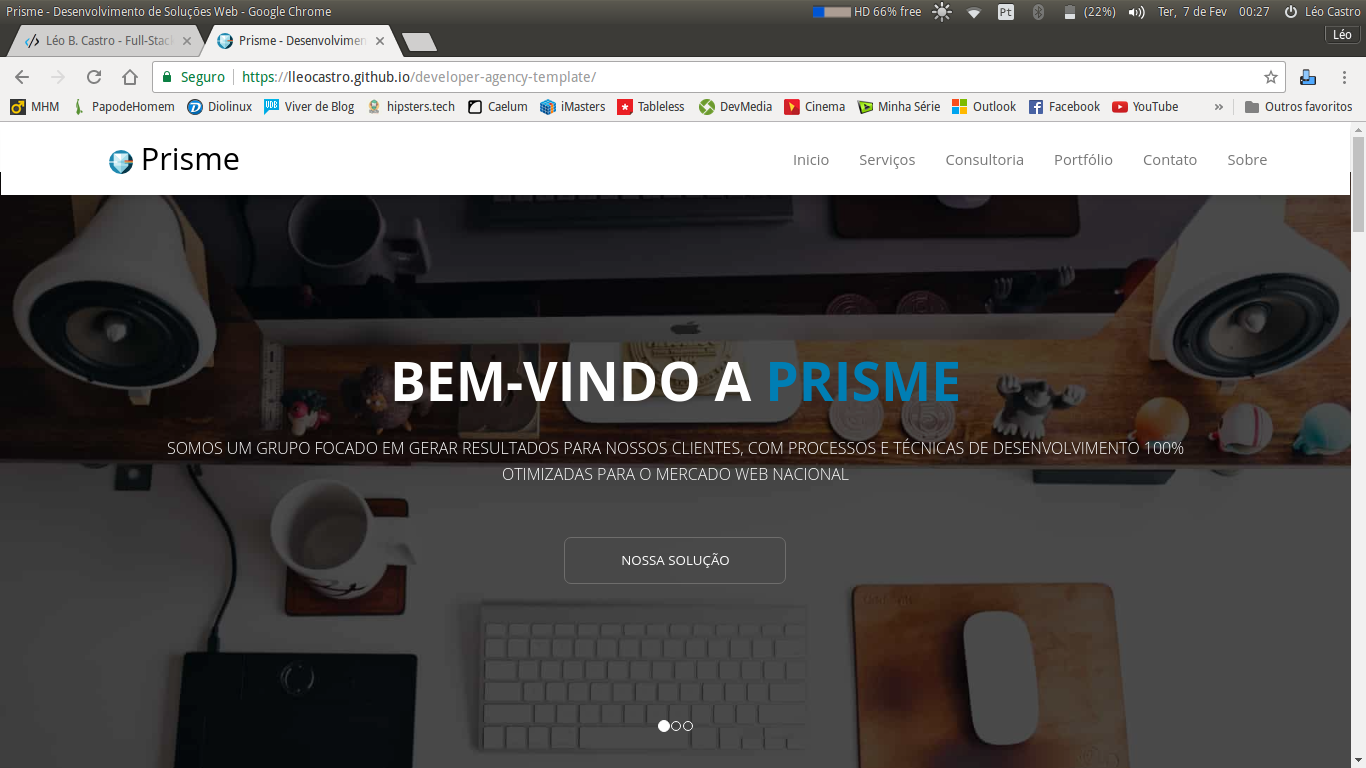 Prisme - Desenvolvimento de Soluções Web - Google Chrome
HD 66% free
Pt
(22%)
Ter, 7 de Fev 00:27
Léo Castro
Léo B. Castro - Full-Stac
Prisme - Desenvolvimen
Léo
Seguro
https://lleocastro.github.io/developer-agency-template/
MHM PapodeHomem Diolinux Viver de Blog hipsters.tech Caelum iMasters Tableless DevMedia Cinema Minha Série Outlook Facebook YouTube » Outros favoritos
Prisme
Inicio Serviços Consultoria Portfólio Contato Sobre
BEM-VINDO A PRISME
SOMOS UM GRUPO FOCADO EM GERAR RESULTADOS PARA NOSSOS CLIENTES, COM PROCESSOS E TÉCNICAS DE DESENVOLVIMENTO 100%
OTIMIZADAS PARA O MERCADO WEB NACIONAL
NOSSA SOLUÇÃO